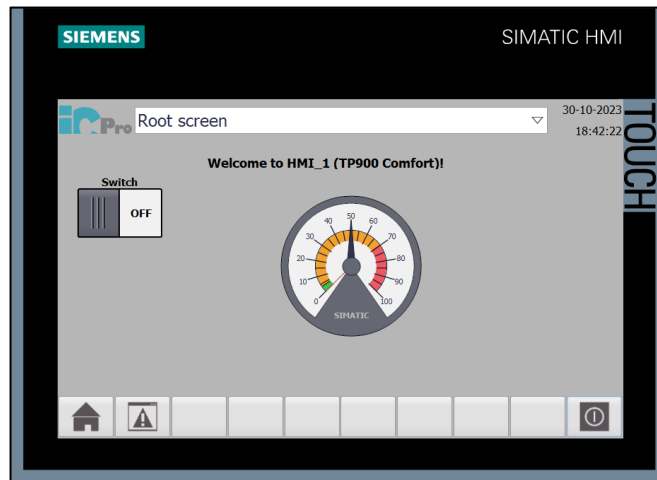 SIEMENS
SIMATIC HMI
TOUCH
iCPro
Root screen
30-10-2023
18:42:22
Welcome to HMI_1 (TP900 Comfort)!
Switch
OFF
0
10
20
30
40
50
60
70
80
90
100
SIMATIC